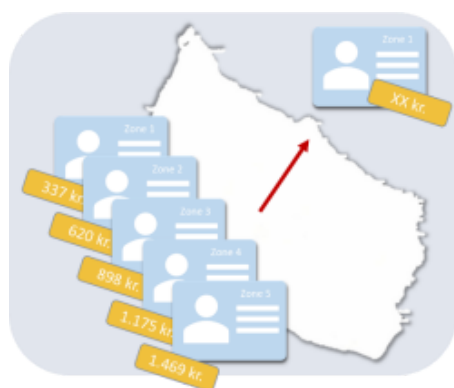 Zone 1
XX kr.
Zone 1
337 kr.
Zone 2
620 kr.
Zone 3
898 kr.
Zone 4
1.175 kr.
Zone 5
1.469 kr.